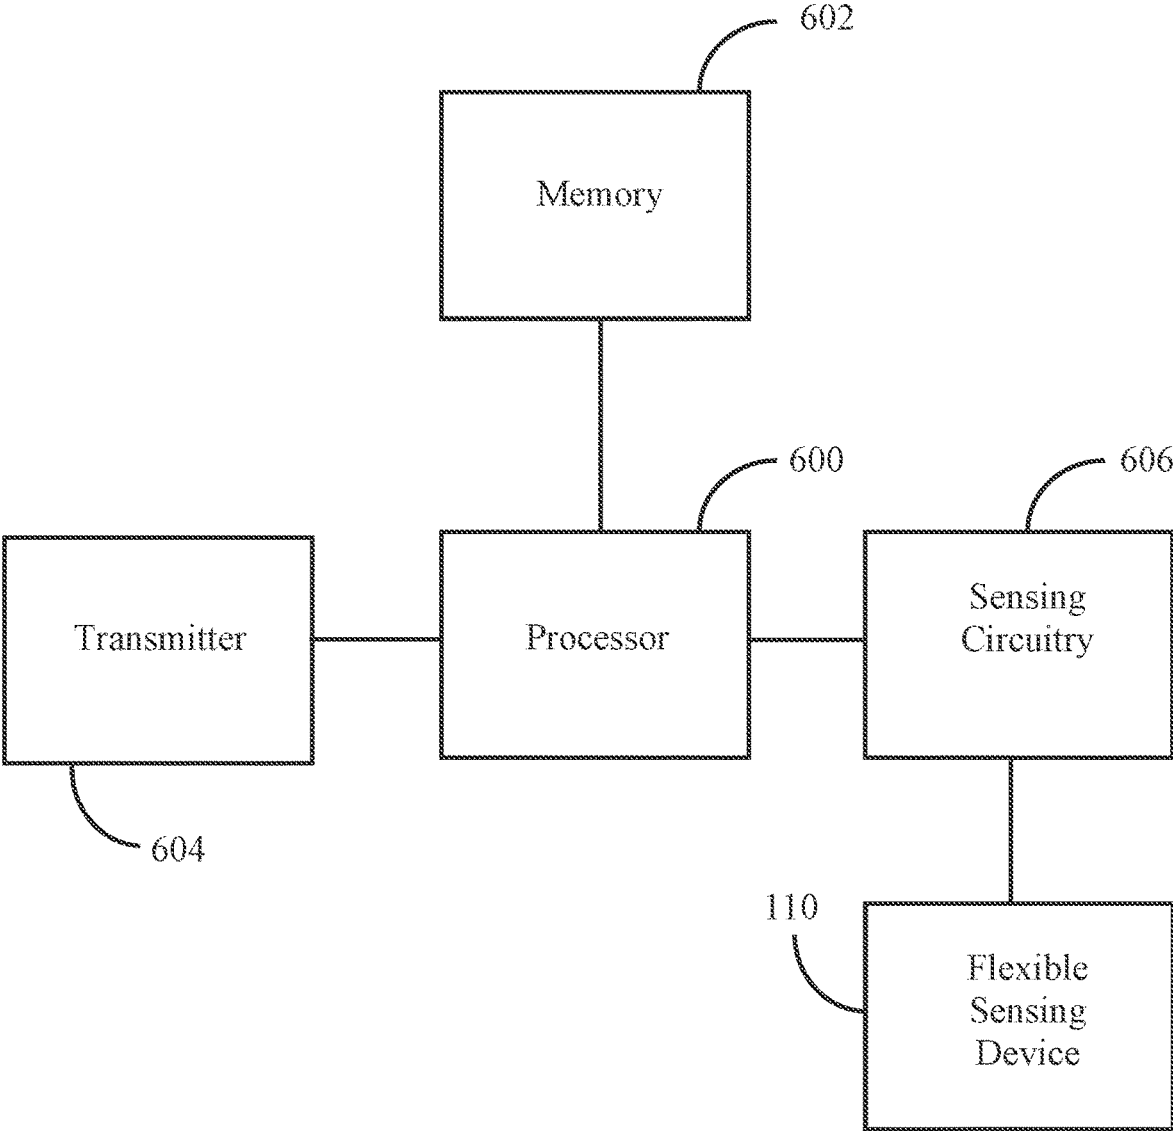 602
Memory
600
606
Transmitter
Processor
Sensing
Circuitry
604
110
Flexible
Sensing
Device